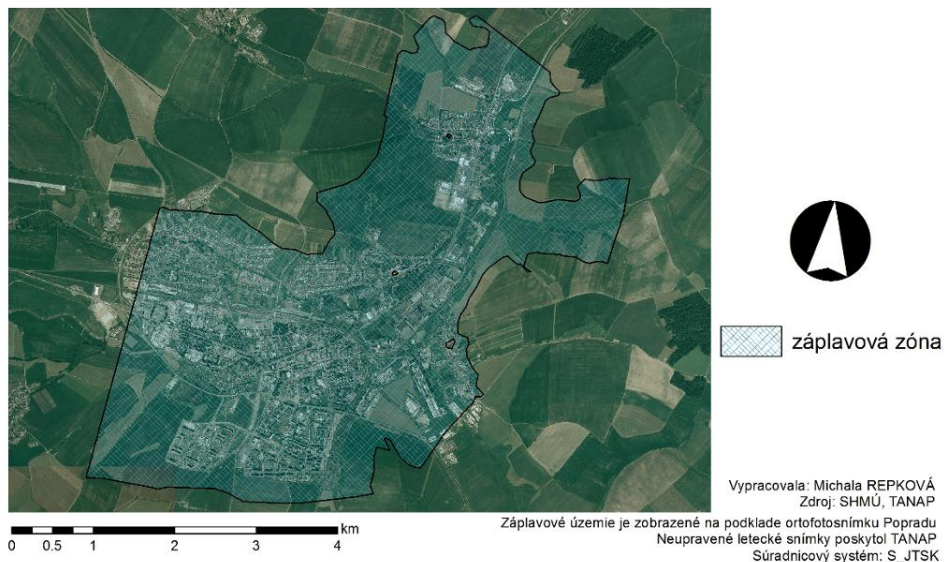 záplavová zóna
Vypracovala: Michala REPKOVÁ
Zdroj: SHMÚ, TANAP
Záplavové územie je zobrazené na podklade ortofotosnímku Popradu
Neupravené letecké snímky poskytol TANAP
Súradnicový systém: S_JTSK
km
0 0.5 1 2 3 4